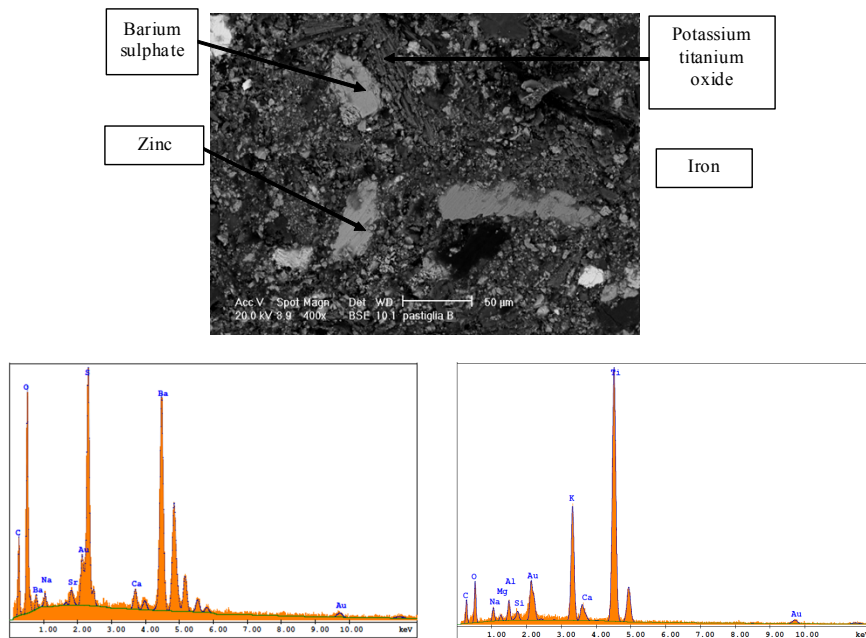 Barium
sulphate
Potassium
titanium
oxide
Zinc
Iron
Acc.V Spot Magn Det WD 50 µm
20.0 kV 8.9 400x BSE 10.1 pastiglia B
S
O
Ba
C
Au
Na
Ba
Sr
Ca
Au
1.00 2.00 3.00 4.00 5.00 6.00 7.00 8.00 9.00 10.00 keV
Ti
K
O
Au
C
Al
Mg
Na
Si
Ca
Au
1.00 2.00 3.00 4.00 5.00 6.00 7.00 8.00 9.00 10.00